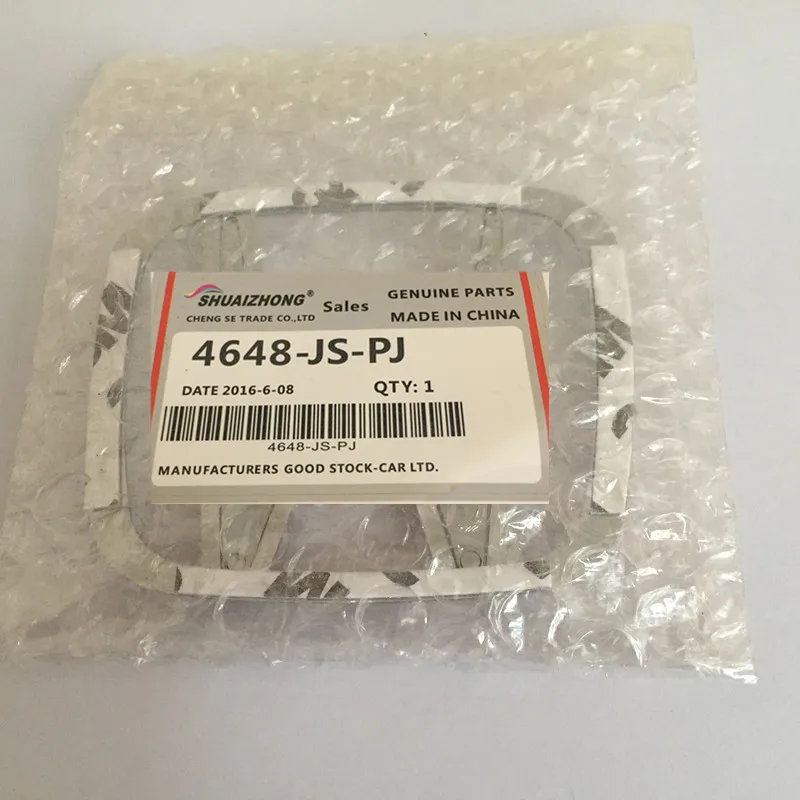 SHUAIZHONG® Sales GENUINE PARTS
CHENG SE TRADE CO.,LTD MADE IN CHINA
4648-JS-PJ
DATE 2016-6-08 QTY: 1
4648-JS-PJ
MANUFACTURERS GOOD STOCK-CAR LTD.